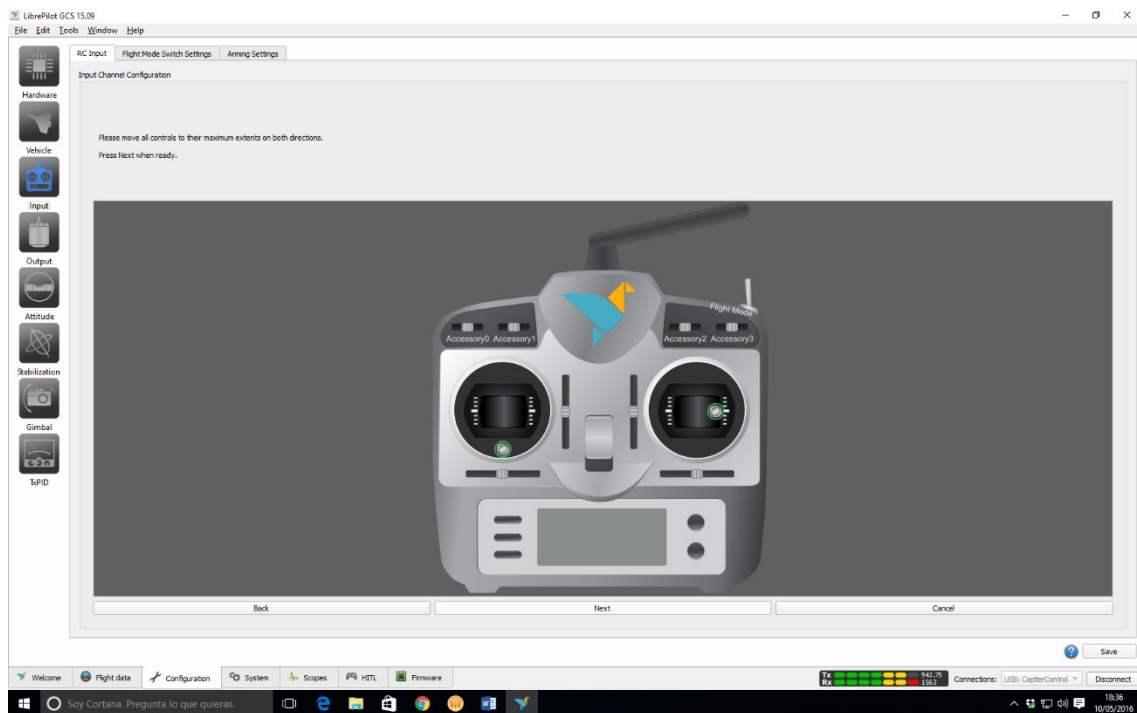 LibrePilot GCS 15.09
File Edit Tools Window Help
RC Input Flight Mode Switch Settings Arming Settings
Input Channel Configuration
Hardware
Vehicle
Input
Output
Attitude
Stabilization
Gimbal
TxPID
Please move all controls to their maximum extents on both directions.
Press Next when ready.
Flight Mode
Accessory0 Accessory1 Accessory2 Accessory3
Back Next Cancel
Save
Welcome Flight data Configuration System Scopes HITL Firmware
Tx 942.75
Rx 1563
Connections: USB: CopterControl Disconnect
Soy Cortana. Pregunta lo que quieras.
18:36
10/05/2016